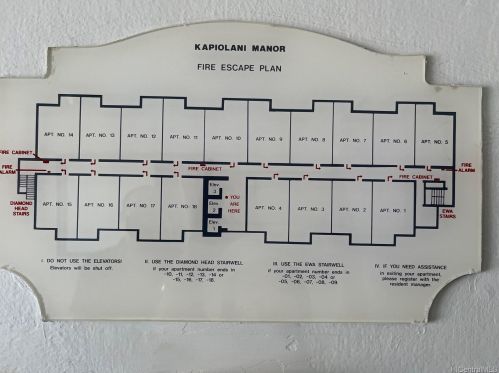 KAPIOLANI MANOR
FIRE ESCAPE PLAN
APT. NO. 14
APT. NO. 13
APT. NO. 12
APT. NO. 11
APT. NO. 10
APT. NO. 9
APT. NO. 8
APT. NO. 7
APT. NO. 6
APT. NO. 5
FIRE CABINET
FIRE
ALARM
FIRE CABINET
FIRE CABINET
FIRE
ALARM
DIAMOND
HEAD
STAIRS
APT. NO. 15
APT. NO. 16
APT. NO. 17
APT. NO. 18
Elev.
3
Elev.
2
Elev.
1
YOU
ARE
HERE
APT. NO. 4
APT. NO. 3
APT. NO. 2
APT. NO. 1
EWA
STAIRS
I. DO NOT USE THE ELEVATORS!
Elevators will be shut off.
II. USE THE DIAMOND HEAD STAIRWELL
if your apartment number ends in
-10, -11, -12, -13, -14 or
-15, -16, -17, -18.
III. USE THE EWA STAIRWELL
if your apartment number ends in
-01, -02, -03, -04 or
-05, -06, -07, -08, -09.
IV. IF YOU NEED ASSISTANCE
in exiting your apartment,
please register with the
resident manager.
HiCentralMLS